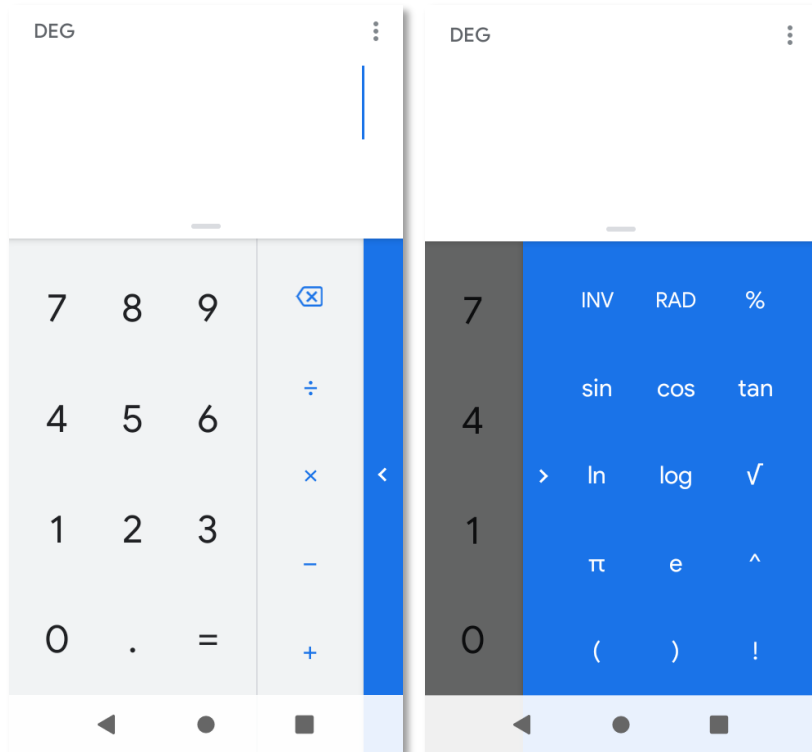 DEG
7 8 9
÷
4 5 6
×
1 2 3
−
0 . =
+
DEG
7
INV RAD %
sin cos tan
4
ln log √
1
π e ^
0
( ) !